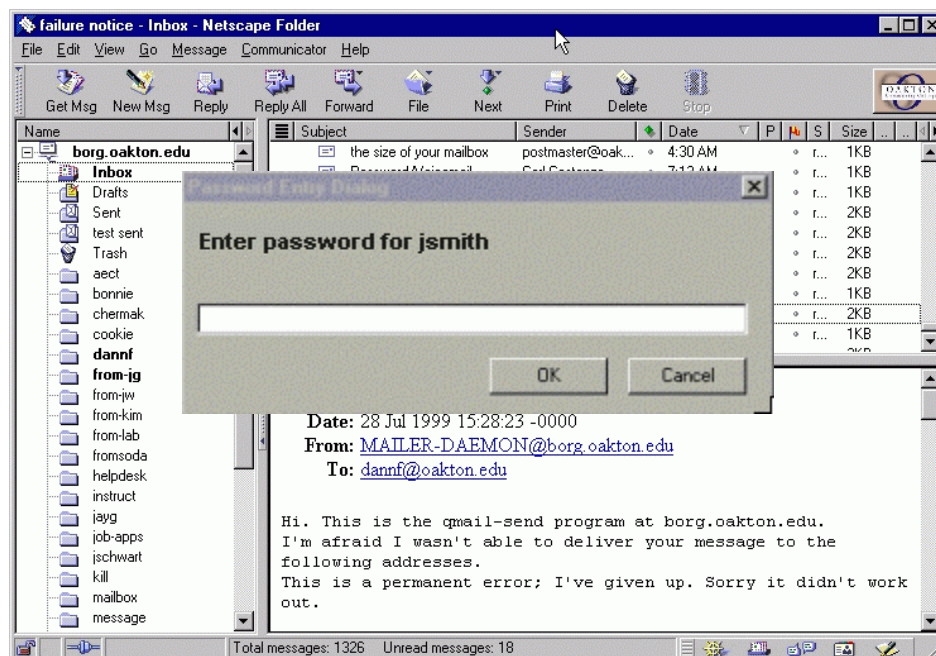 failure notice - Inbox - Netscape Folder
File Edit View Go Message Communicator Help
Get Msg New Msg Reply Reply All Forward File Next Print Delete Stop
OAKTON
Name
Subject Sender Date P S Size .. ..
borg.oakton.edu
Inbox
Drafts
Sent
test sent
Trash
aect
bonnie
chermak
cookie
dannf
from-jg
from-jw
from-kim
from-lab
fromsoda
helpdesk
instruct
jayg
job-apps
jschwart
kill
mailbox
message
the size of your mailbox postmaster@oak... 4:30 AM r... 1KB
r... 1KB
r... 1KB
r... 2KB
r... 2KB
r... 2KB
r... 2KB
r... 1KB
r... 2KB
r... 1KB
Password Entry Dialog
Enter password for jsmith
OK Cancel
Date: 28 Jul 1999 15:28:23 -0000
From: MAILER-DAEMON@borg.oakton.edu
To: dannf@oakton.edu
Hi. This is the qmail-send program at borg.oakton.edu.
I'm afraid I wasn't able to deliver your message to the
following addresses.
This is a permanent error; I've given up. Sorry it didn't work
out.
Total messages: 1326 Unread messages: 18